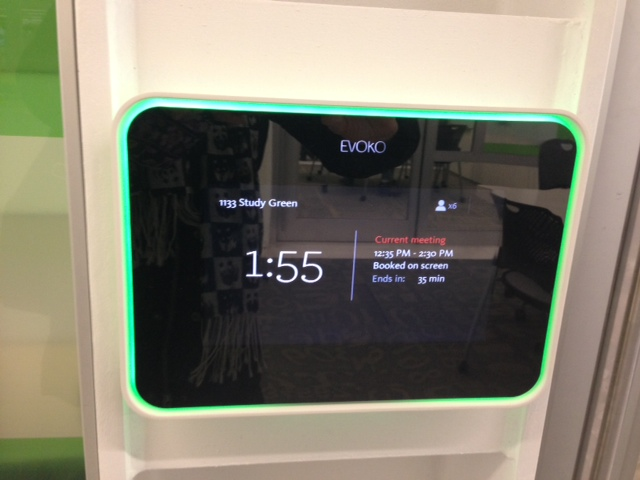 EVOKO
1133 Study Green
x6
1:55
Current meeting
12:35 PM - 2:30 PM
Booked on screen
Ends in: 35 min